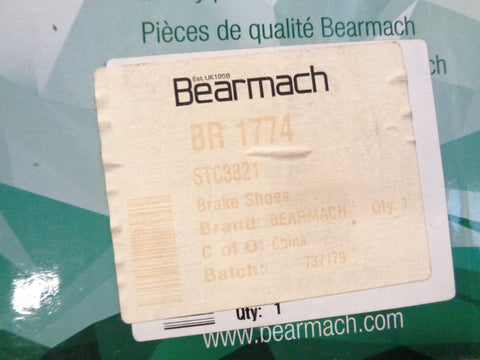 Pièces de qualité Bearmach
ch
Est. UK1958
Bearmach
BR 1774
STC3821
Brake Shoes
Brand: BEARMACH Qty: 1
C of O: China
Batch: 737179
Qty: 1
www.bearmach.com